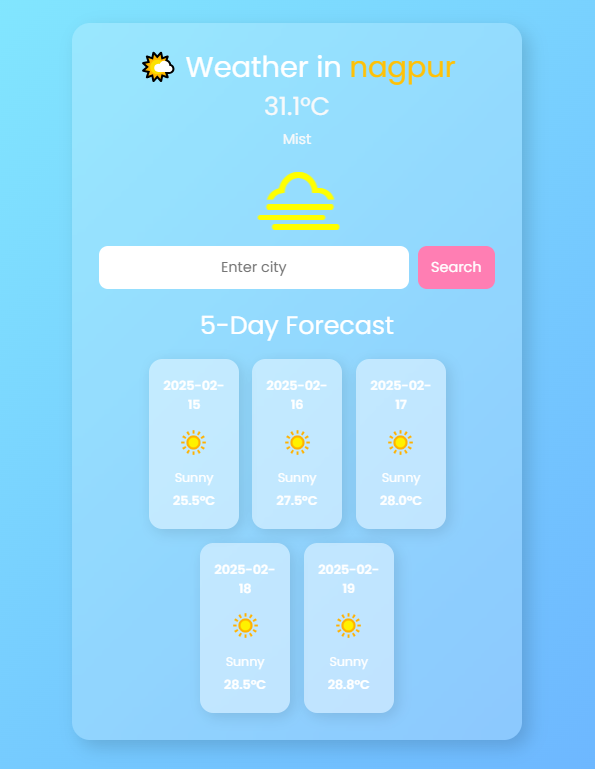 Weather in nagpur
31.1°C
Mist
Enter city Search
5-Day Forecast
2025-02-
15
2025-02-
16
2025-02-
17
Sunny Sunny Sunny
25.5°C 27.5°C 28.0°C
2025-02-
18
2025-02-
19
Sunny Sunny
28.5°C 28.8°C